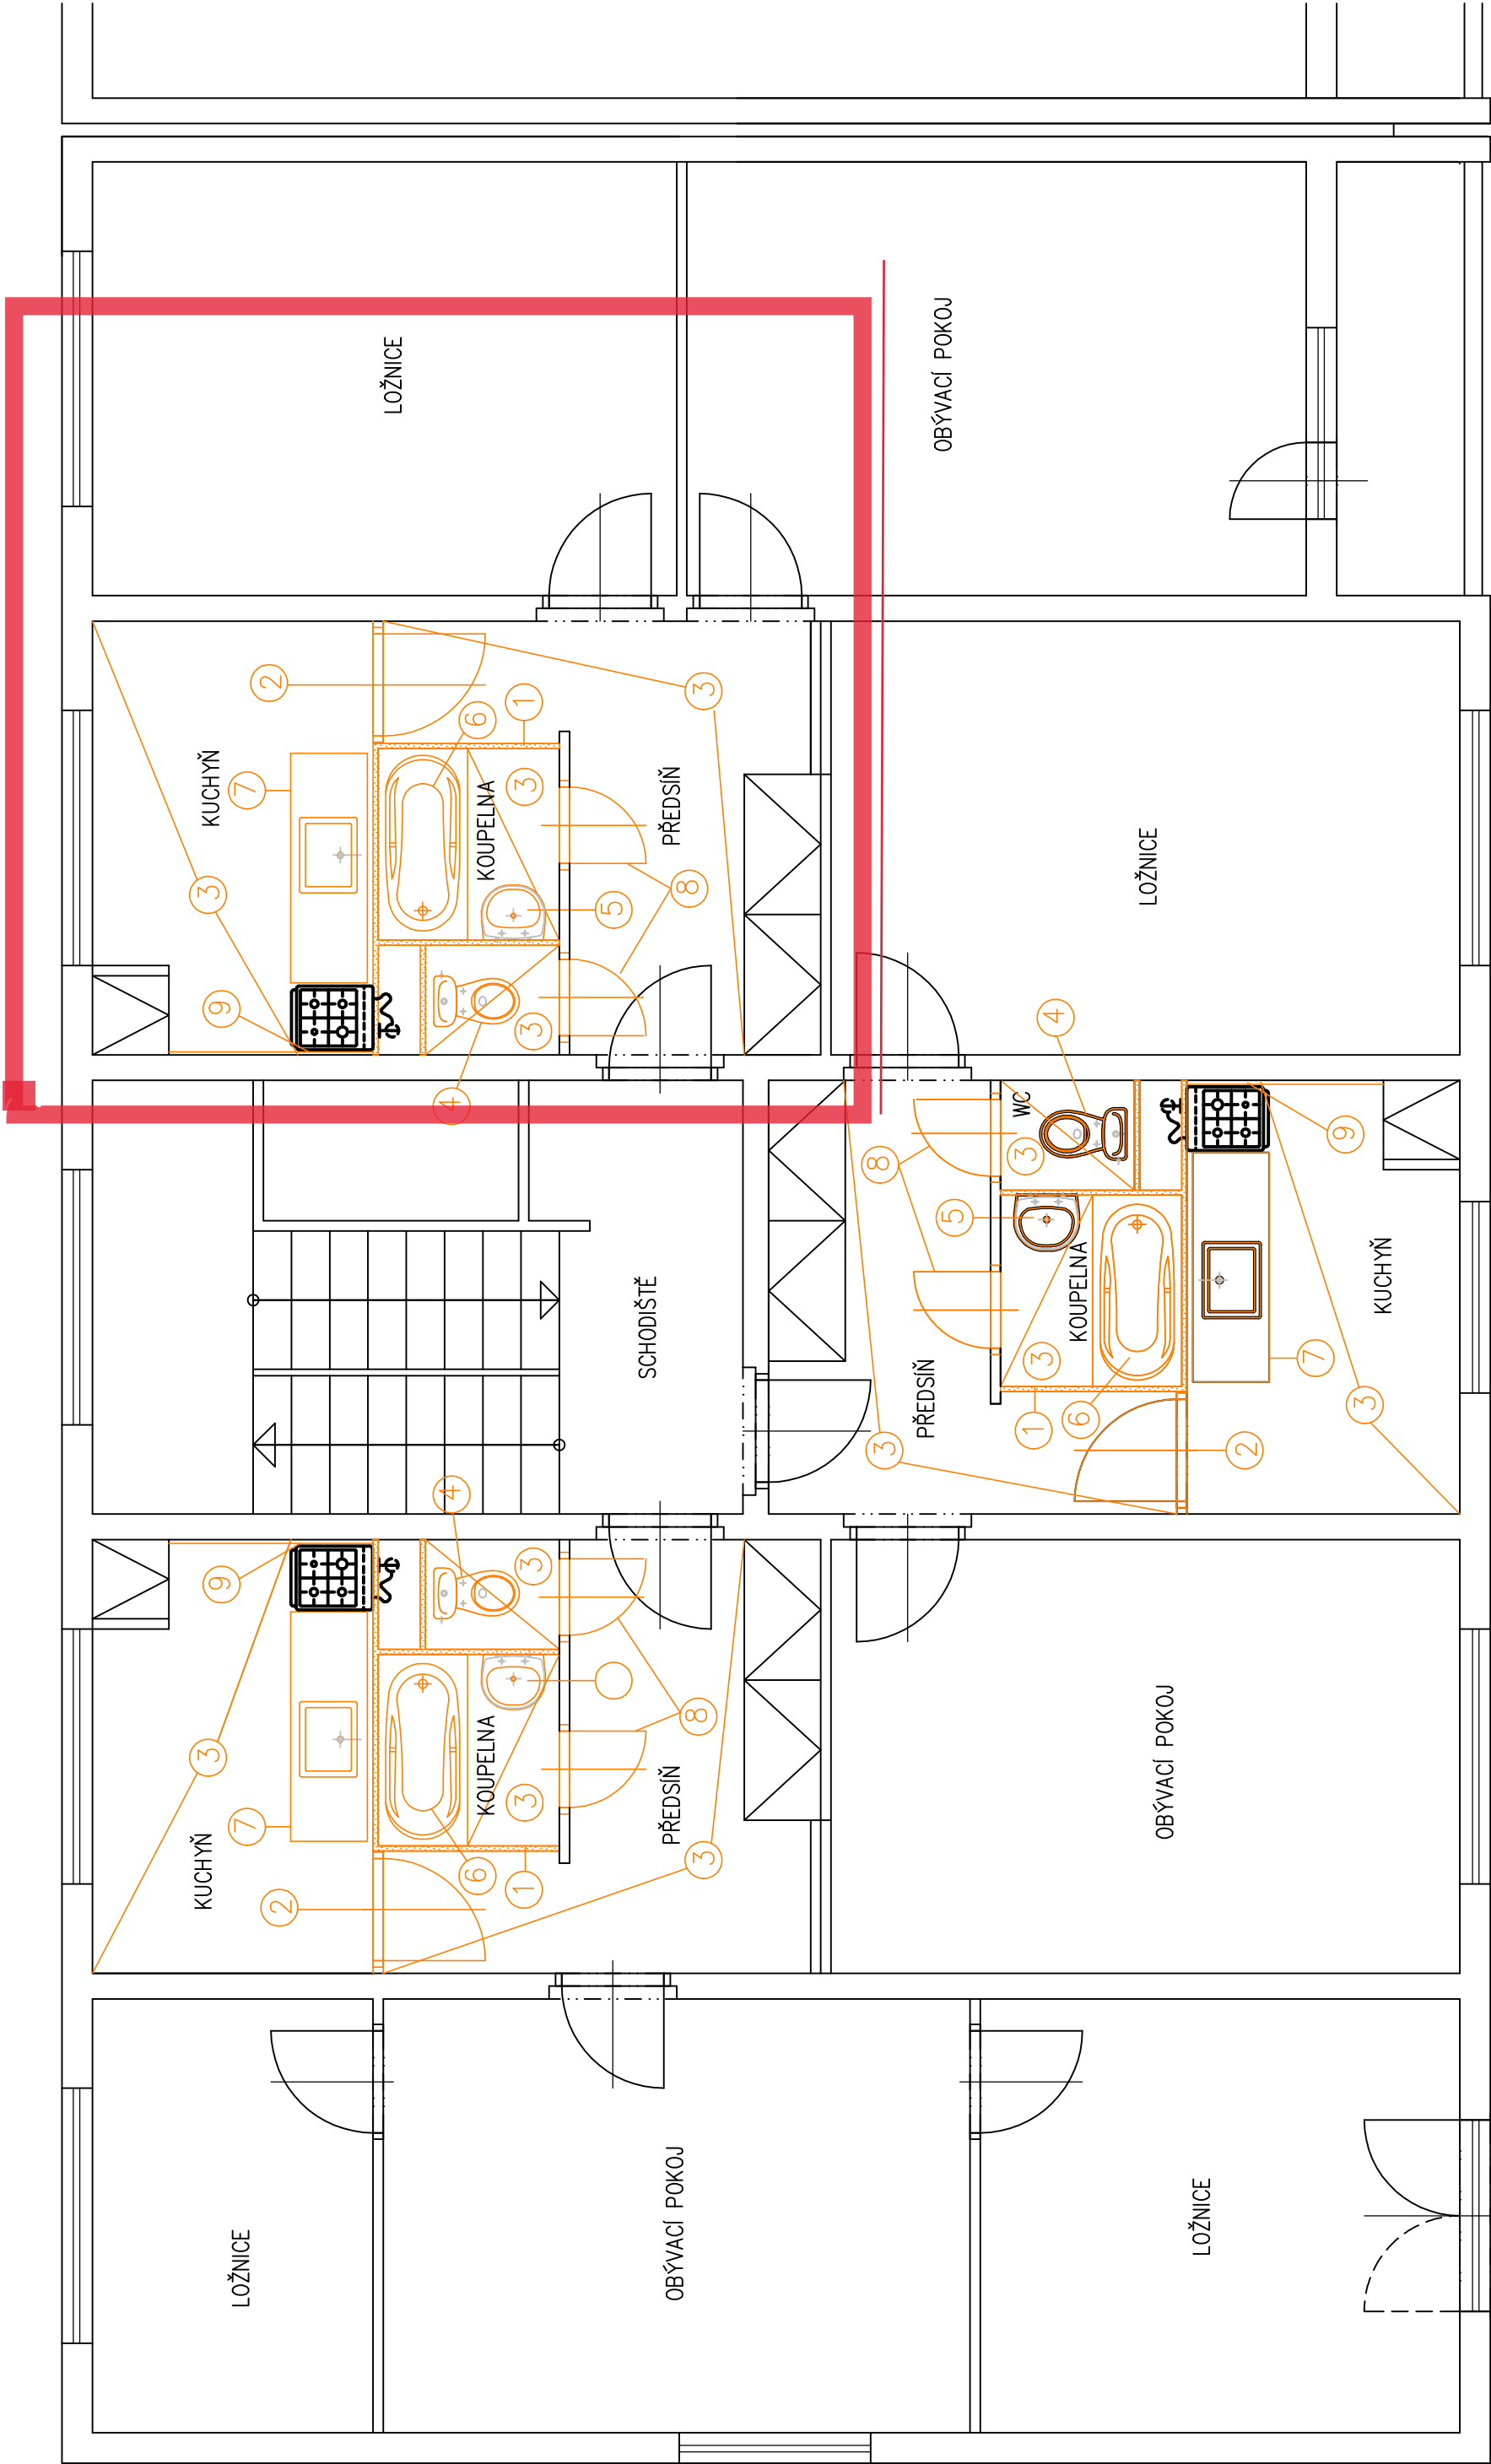 LOŽNICE
OBÝVACÍ POKOJ
2
3
1
6
KUCHYŇ
7
3
KOUPELNA
PŘEDSÍŇ
LOŽNICE
3
8
5
9
3
4
4
WC
9
8
3
5
SCHODIŠTĚ
KOUPELNA
KUCHYŇ
3
7
PŘEDSÍŇ
3
1
6
2
3
4
9
3
8
3
7
KOUPELNA
3
PŘEDSÍŇ
OBÝVACÍ POKOJ
KUCHYŇ
3
6
1
2
LOŽNICE
OBÝVACÍ POKOJ
LOŽNICE